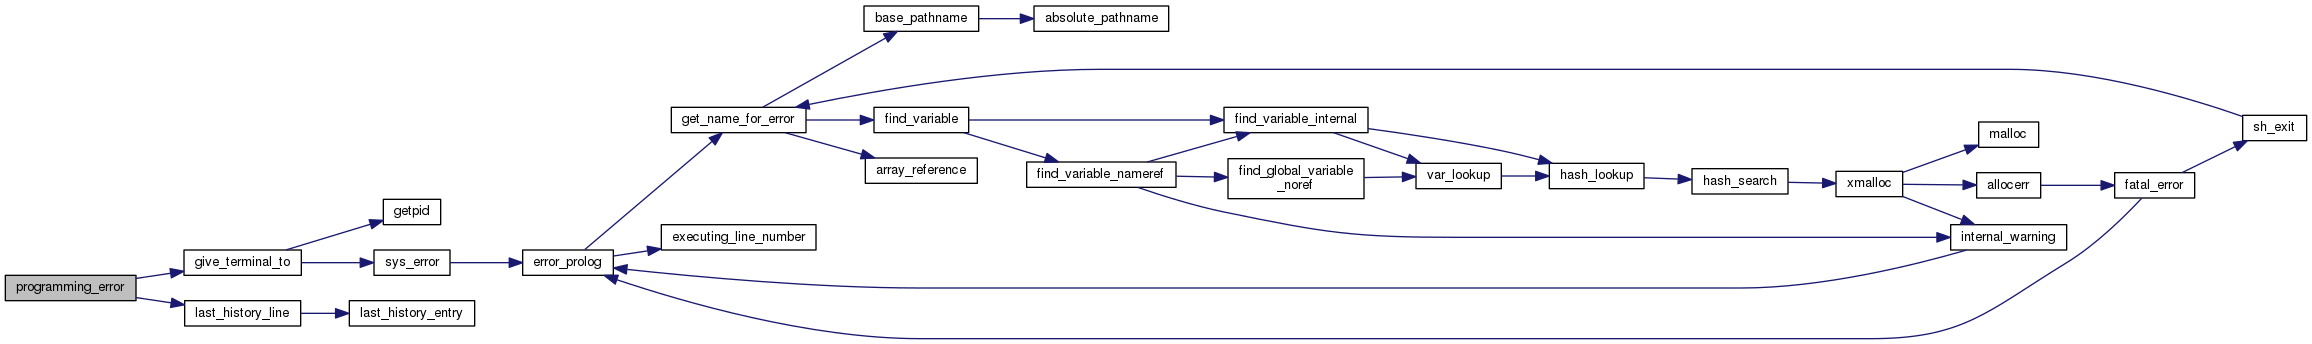 base_pathname
absolute_pathname
get_name_for_error
find_variable
find_variable_internal
sh_exit
malloc
array_reference
find_variable_nameref
find_global_variable
_noref
var_lookup
hash_lookup
hash_search
xmalloc
allocerr
fatal_error
getpid
executing_line_number
internal_warning
give_terminal_to
sys_error
error_prolog
programming_error
last_history_line
last_history_entry